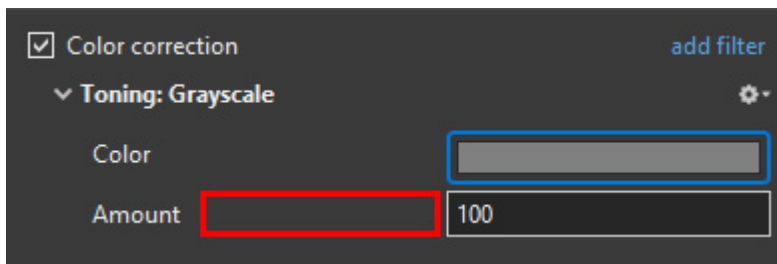 Color correction add filter
Toning: Grayscale
Color
Amount 100